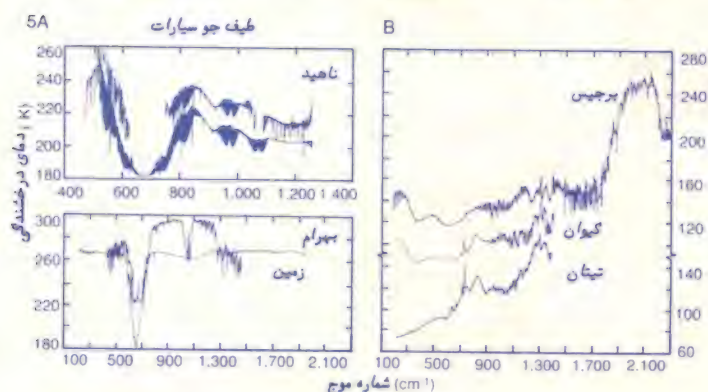 5A
طیف جو سیارات
B
260
240
220
200
180
ناهید
400 600 800 1.000 1.200 1 400
300
260
220
180
بهرام
زمین
100 500 900 1.300 1.700 2.100
دمای درخشندگی (K)
برجیس
کیوان
تیتان
280
260
200
160
120
140
100
60
100 500 900 1.300 1.700 2.100
شماره موج (cm⁻¹)